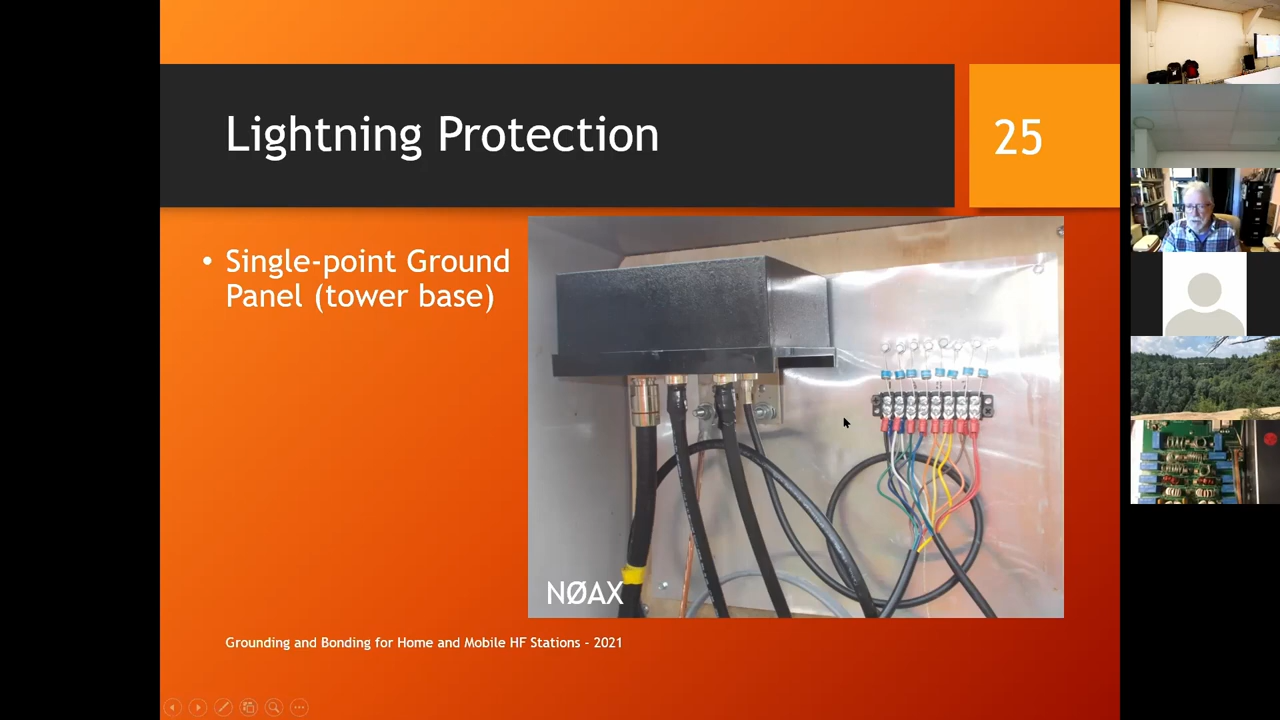 Lightning Protection
25
• Single-point Ground
Panel (tower base)
NØAX
Grounding and Bonding for Home and Mobile HF Stations - 2021